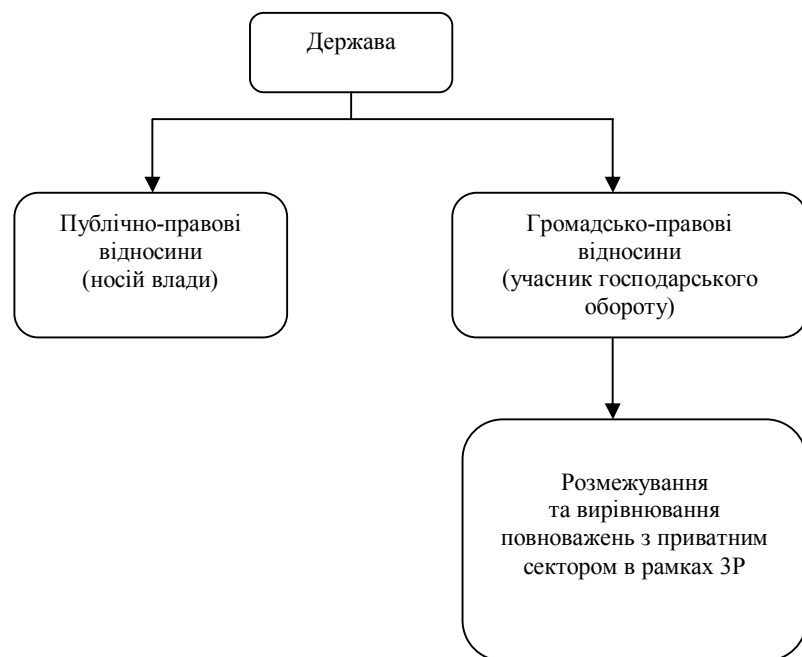 Держава
Публічно-правові
відносини
(носій влади)
Громадсько-правові
відносини
(учасник господарського
обороту)
Розмежування
та вирівнювання
повноважень з приватним
сектором в рамках 3Р